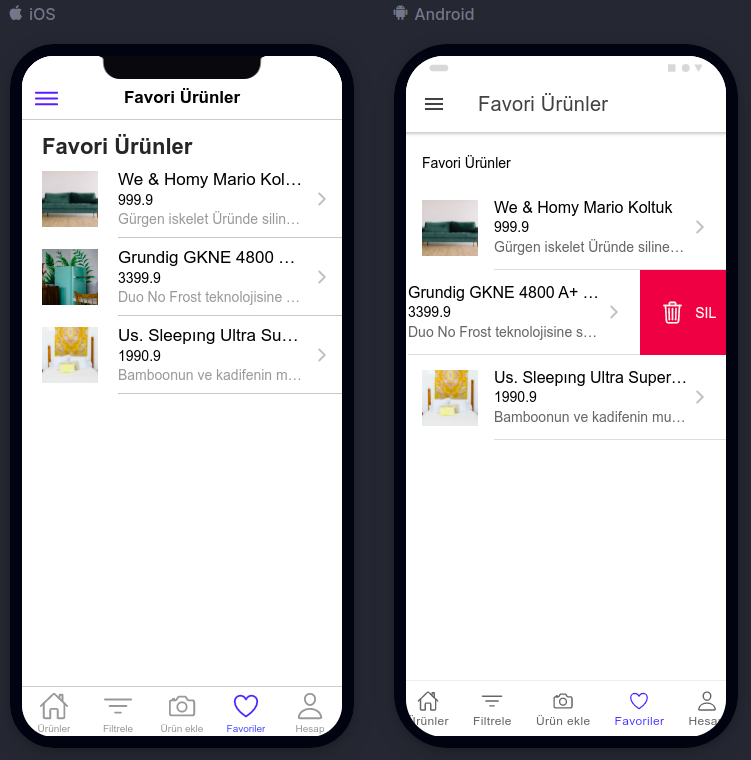 iOS
Favori Ürünler
Favori Ürünler
We & Homy Mario Kol...
999.9
Gürgen iskelet Üründe silin...
Grundig GKNE 4800 ...
3399.9
Duo No Frost teknolojisine ...
Us. Sleepıng Ultra Su...
1990.9
Bamboonun ve kadifenin m...
Ürünler
Filtrele
Ürün ekle
Favoriler
Hesap
Android
Favori Ürünler
Favori Ürünler
We & Homy Mario Koltuk
999.9
Gürgen iskelet Üründe siline...
Grundig GKNE 4800 A+ ...
3399.9
Duo No Frost teknolojisine s...
SIL
Us. Sleepıng Ultra Super...
1990.9
Bamboonun ve kadifenin mu...
Ürünler
Filtrele
Ürün ekle
Favoriler
Hesa